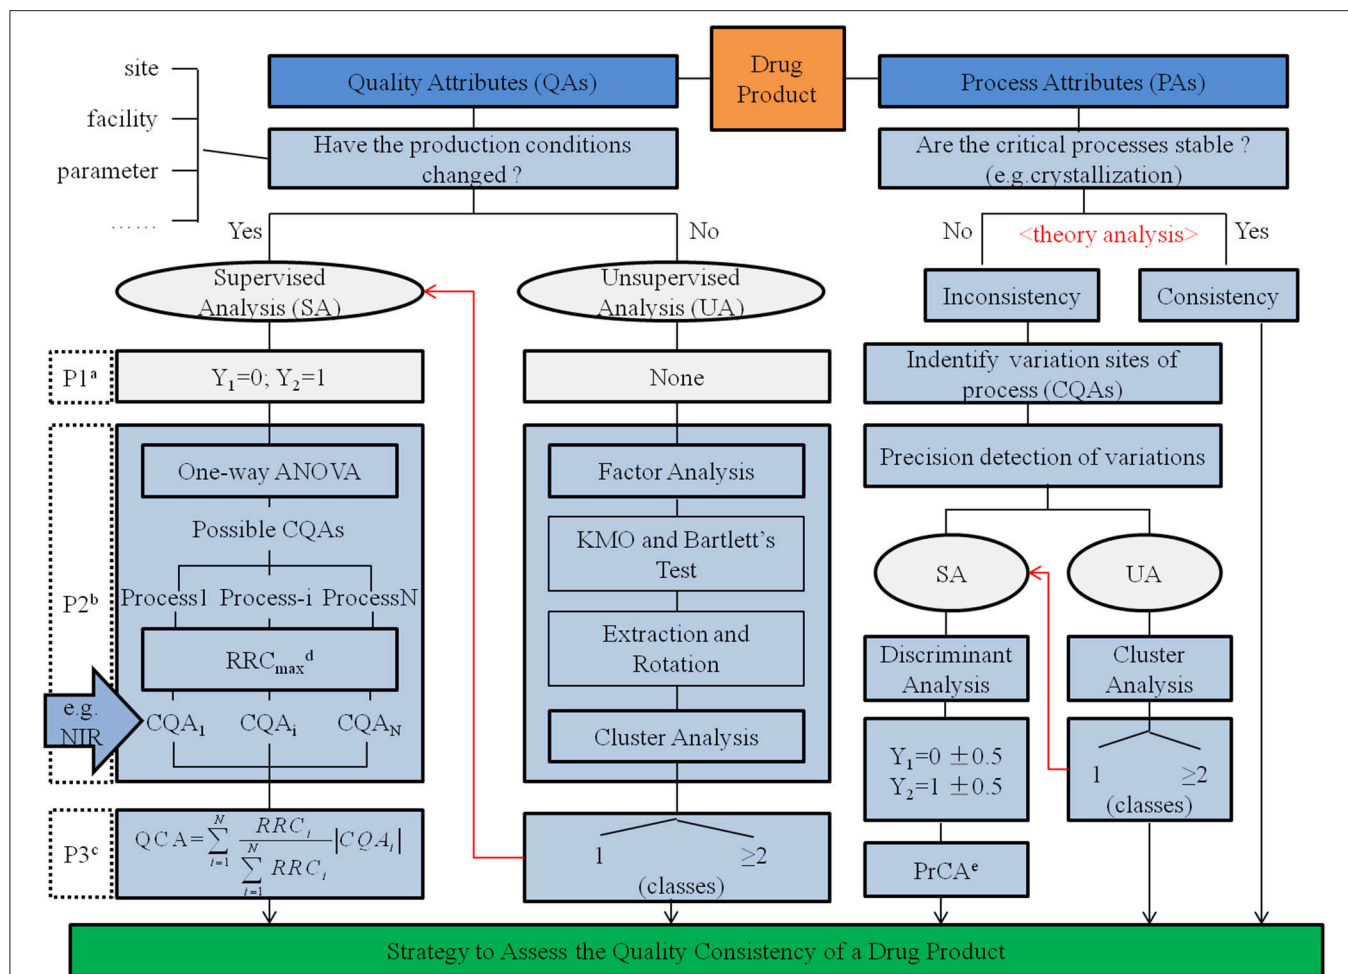 Drug
Product
Quality Attributes (QAs)
Process Attributes (PAs)
site
facility
parameter
……
Have the production conditions
changed ?
Are the critical processes stable ?
(e.g.crystallization)
Yes
No
No
<theory analysis>
Yes
Supervised
Analysis (SA)
Unsupervised
Analysis (UA)
Inconsistency
Consistency
P1a
Y1=0; Y2=1
None
Indentify variation sites of
process (CQAs)
P2b
One-way ANOVA
Possible CQAs
Process1 Process-i ProcessN
RRCmaxd
e.g.
NIR
CQA1 CQAi CQAN
Factor Analysis
KMO and Bartlett's
Test
Extraction and
Rotation
Cluster Analysis
Precision detection of variations
SA
UA
Discriminant
Analysis
Cluster
Analysis
Y1=0 ±0.5
Y2=1 ±0.5
1 ≥2
(classes)
PrCAe
P3c
QCA=∑i=1N RRCi / ∑i=1N RRCi |CQAi|
1 ≥2
(classes)
Strategy to Assess the Quality Consistency of a Drug Product